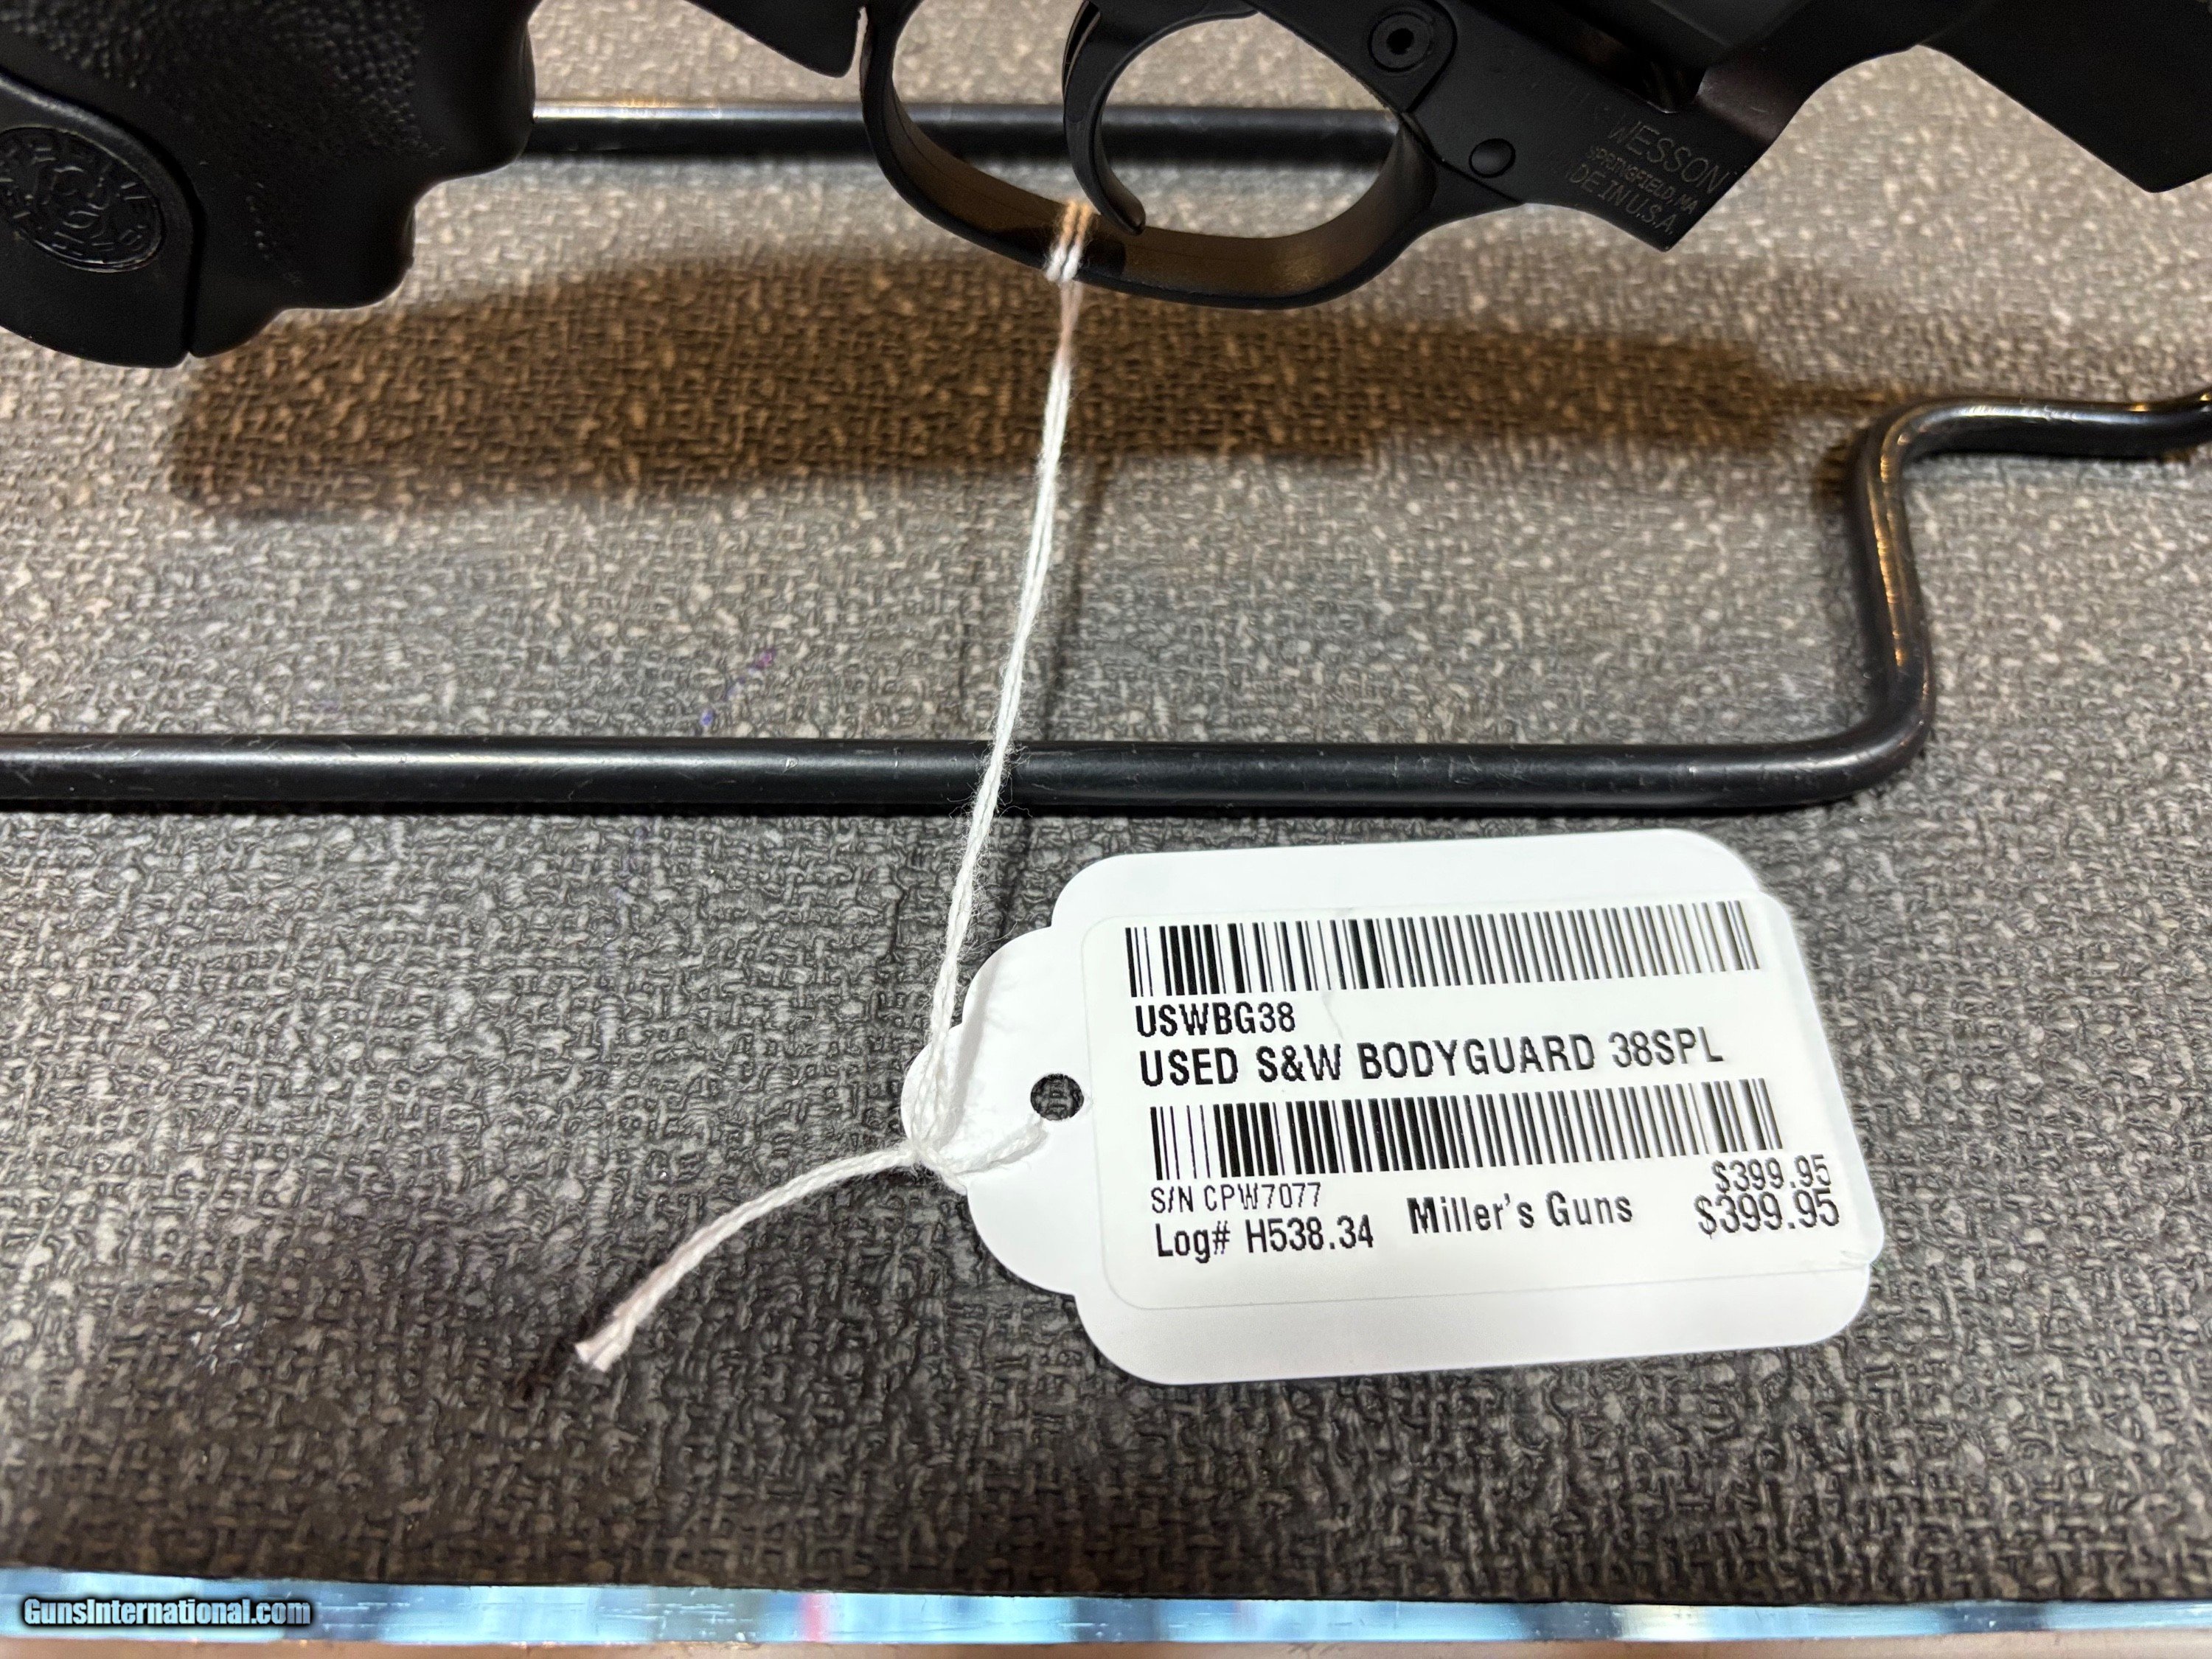 WESSON
SPRINGFIELD, MA
DE IN U.S.A.
USWBG38
USED S&W BODYGUARD 38SPL
S/N CPW7077
$399.95
Log# H538.34 Miller's Guns $399.95
GunsInternational.com